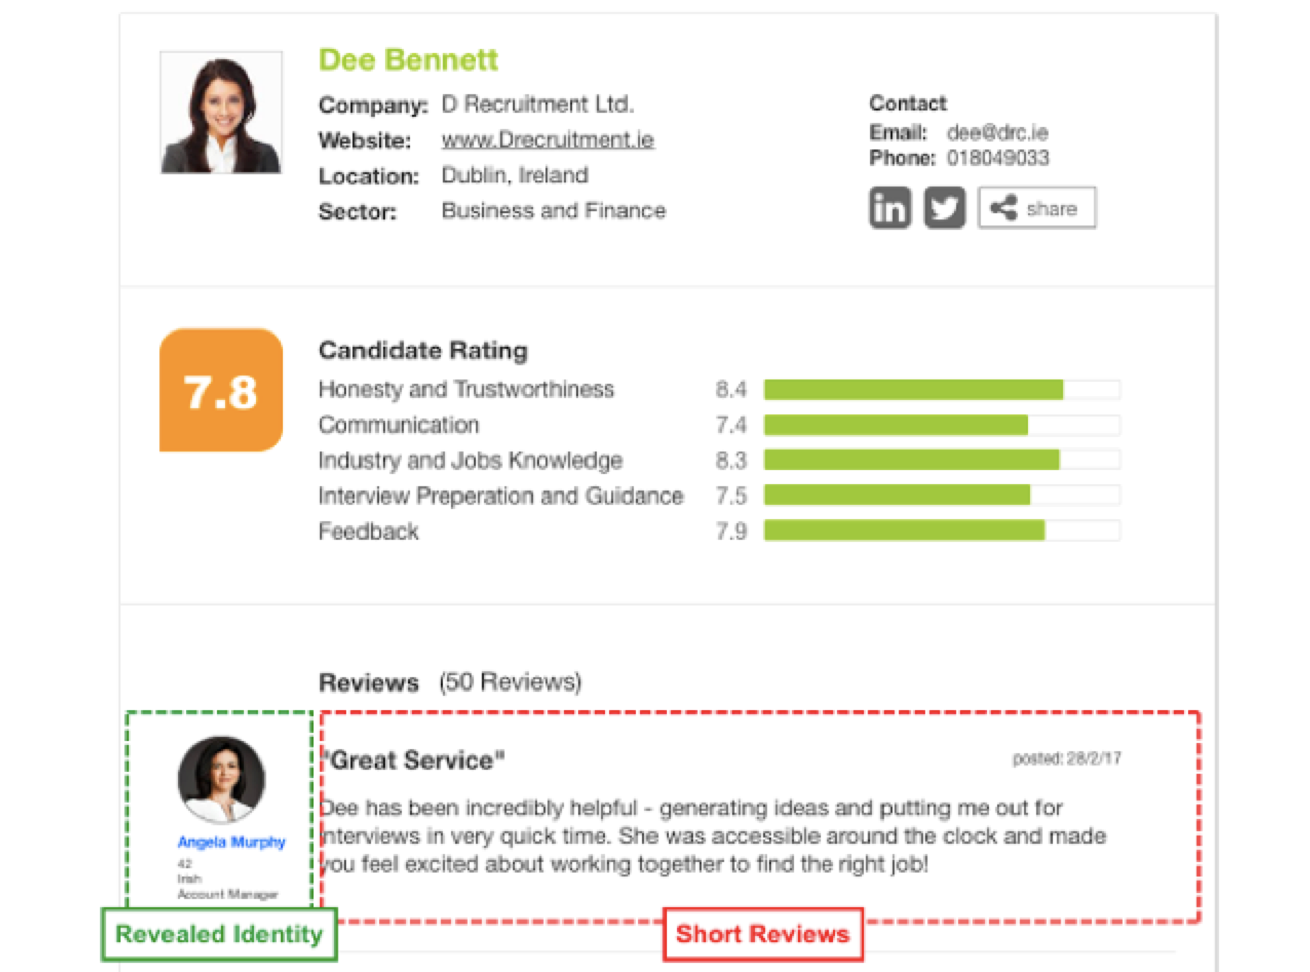 Dee Bennett
Company: D Recruitment Ltd.
Website: www.Drecruitment.ie
Location: Dublin, Ireland
Sector: Business and Finance
Contact
Email: dee@drc.ie
Phone: 018049033
in
share
7.8
Candidate Rating
Honesty and Trustworthiness 8.4
Communication 7.4
Industry and Jobs Knowledge 8.3
Interview Preperation and Guidance 7.5
Feedback 7.9
Reviews (50 Reviews)
Angela Murphy
42
Irish
Account Manager
Revealed Identity
"Great Service"
posted: 28/2/17
Dee has been incredibly helpful - generating ideas and putting me out for
interviews in very quick time. She was accessible around the clock and made
you feel excited about working together to find the right job!
Short Reviews